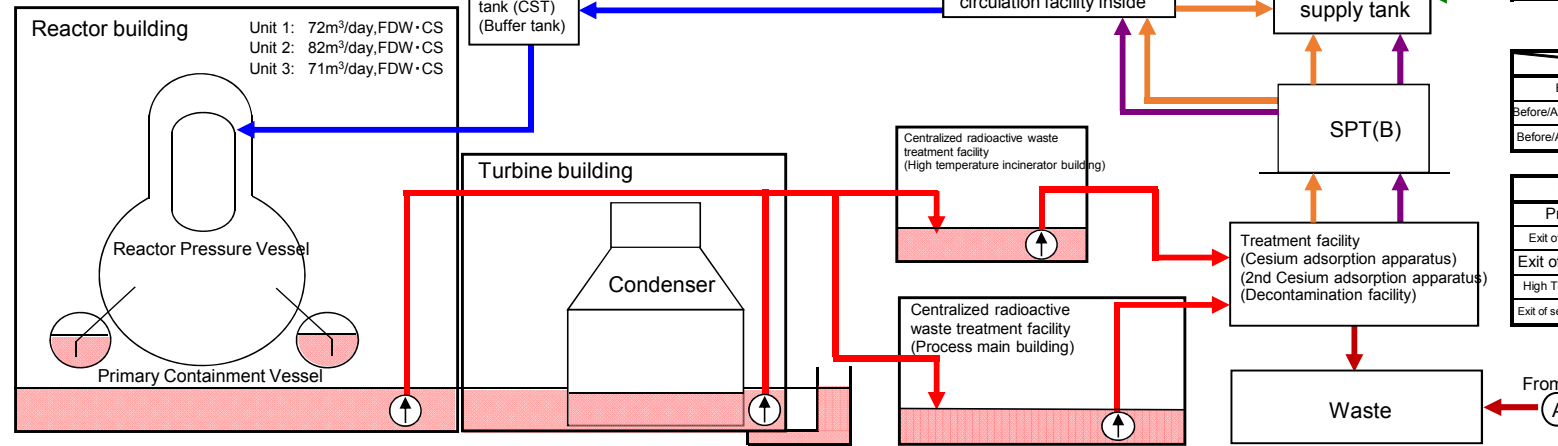 tank (CST)
(Buffer tank)
circulation facility inside
supply tank
Reactor building
Unit 1: 72m³/day,FDW・CS
Unit 2: 82m³/day,FDW・CS
Unit 3: 71m³/day,FDW・CS
SPT(B)
Before/A
Before/A
Centralized radioactive waste
treatment facility
(High temperature incinerator building)
Turbine building
Reactor Pressure Vessel
Condenser
Treatment facility
(Cesium adsorption apparatus)
(2nd Cesium adsorption apparatus)
(Decontamination facility)
Exit of
Exit of
High T
Exit of se
Centralized radioactive
waste treatment facility
(Process main building)
Primary Containment Vessel
Waste
From